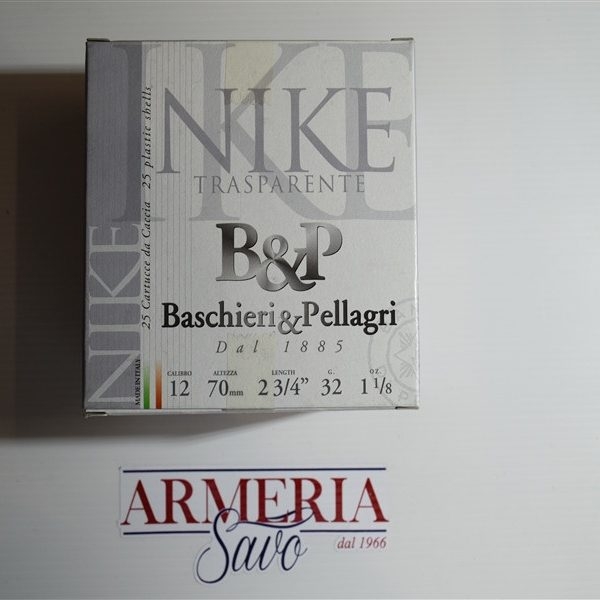 NIKE
TRASPARENTE
B&P
Baschieri&Pellagri
Dal 1885
CALIBRO ALTEZZA LENGTH G. OZ.
12 70mm 2 3/4" 32 1 1/8
NIKE
25 Cartucce da Caccia 25 plastic shells
MADE IN ITALY
ARMERIA
Savo
dal 1966